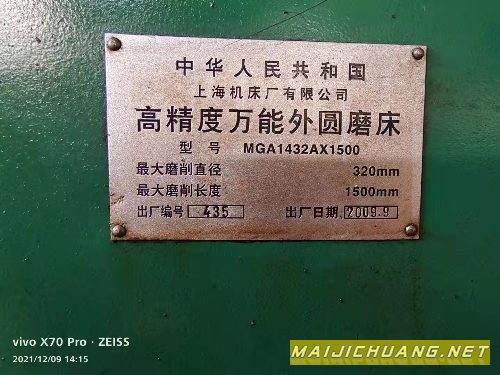 中华人民共和国
上海机床厂有限公司
高精度万能外圆磨床
型 号 MGA1432AX1500
最大磨削直径 320mm
最大磨削长度 1500mm
出厂编号 435 出厂日期 2009.9
vivo X70 Pro · ZEISS
2021/12/09 14:15
MAIJICHUANG.NET